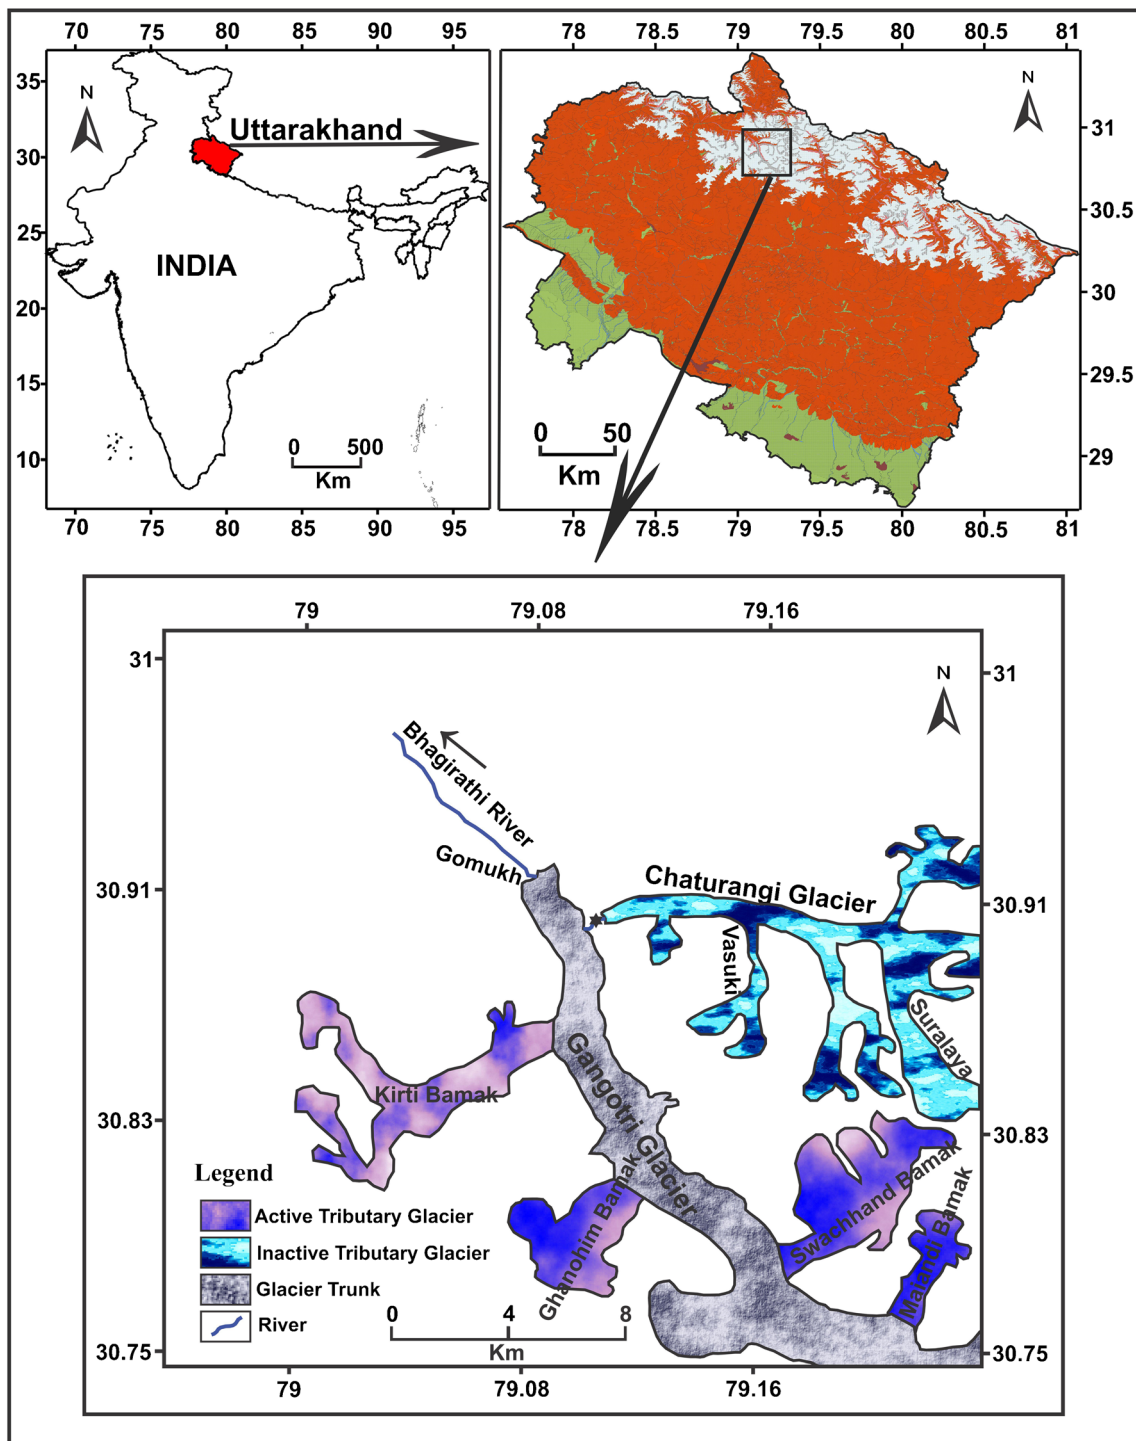 70 75 80 85 90 95
78 78.5 79 79.5 80 80.5 81
35
30
25
20
15
10
N
Uttarakhand
INDIA
0 500
Km
70 75 80 85 90 95
N
31
30.5
30
29.5
29
0 50
Km
78 78.5 79 79.5 80 80.5 81
79 79.08 79.16
31
30.91
30.83
30.75
31
30.91
30.83
30.75
N
Bhagirathi River
Gomukh
Chaturangi Glacier
Vasuki
Suralaya
Gangotri Glacier
Kirti Bamak
Ghanohim Bamak
Swachhand Bamak
Maiandi Bamak
Legend
Active Tributary Glacier
Inactive Tributary Glacier
Glacier Trunk
River
0 4 8
Km
79 79.08 79.16